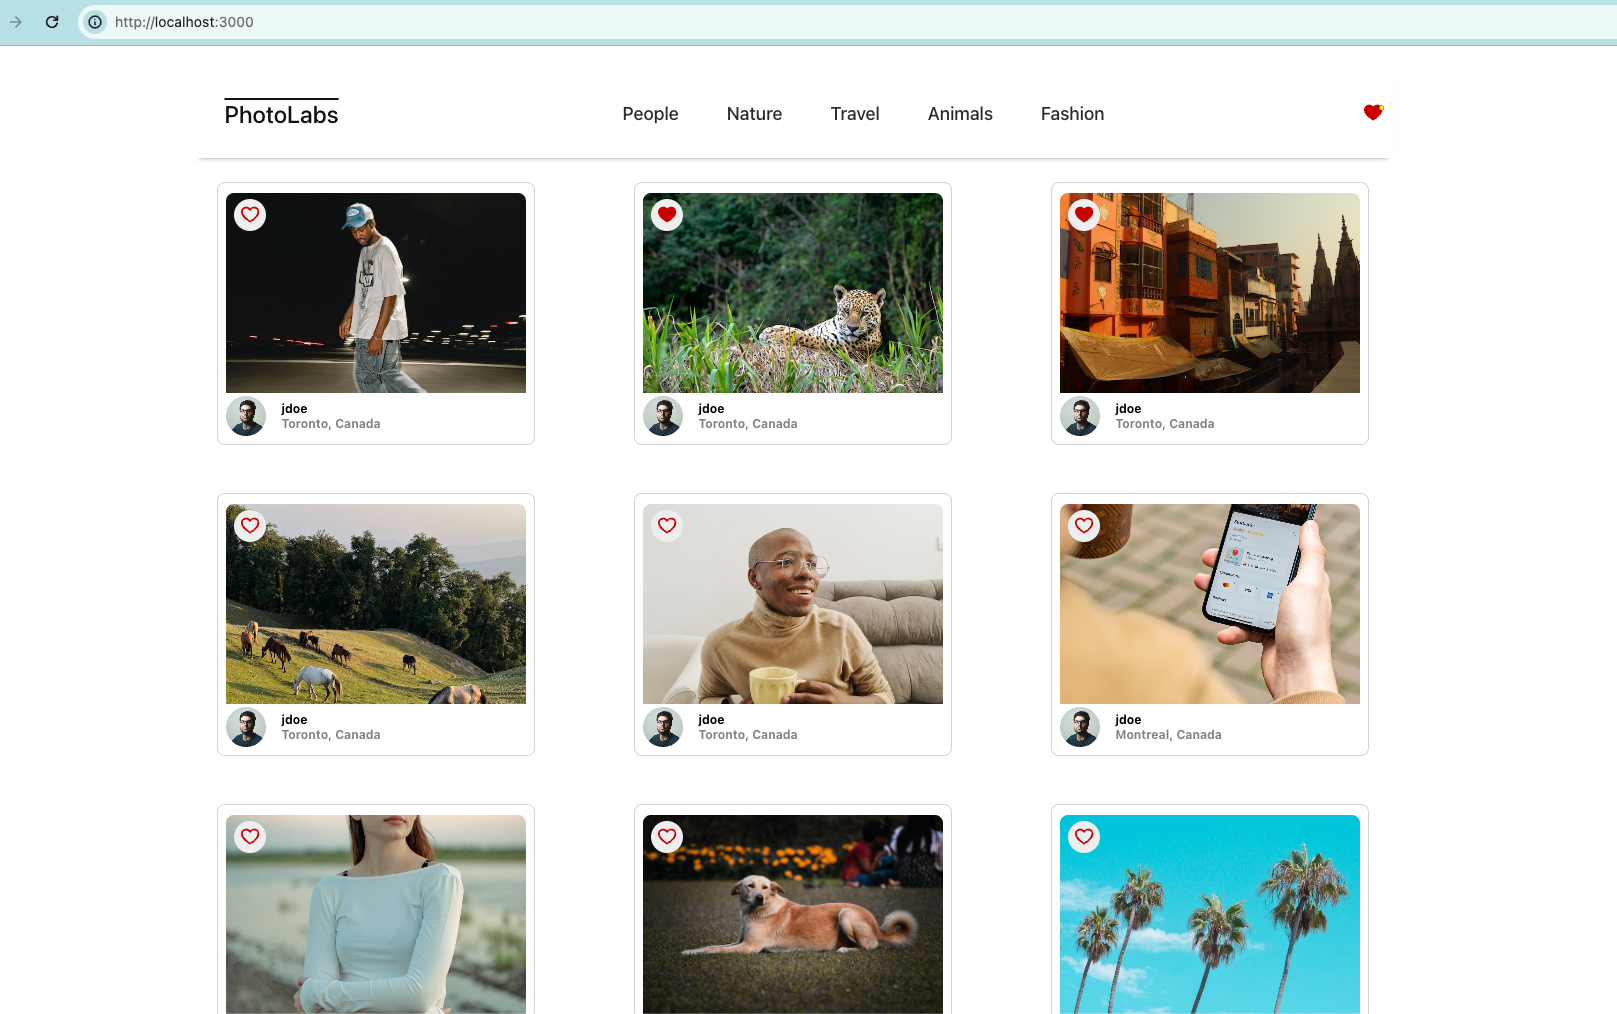 http://localhost:3000
PhotoLabs
People
Nature
Travel
Animals
Fashion
jdoe
Toronto, Canada
jdoe
Toronto, Canada
jdoe
Toronto, Canada
jdoe
Toronto, Canada
jdoe
Toronto, Canada
jdoe
Montreal, Canada